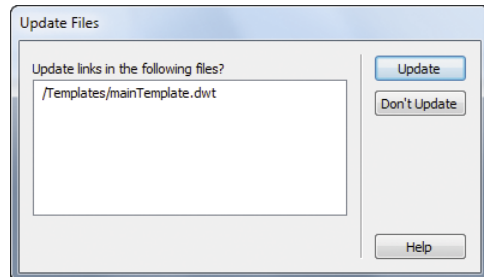 Update Files
Update links in the following files?
/Templates/mainTemplate.dwt
Update
Don't Update
Help